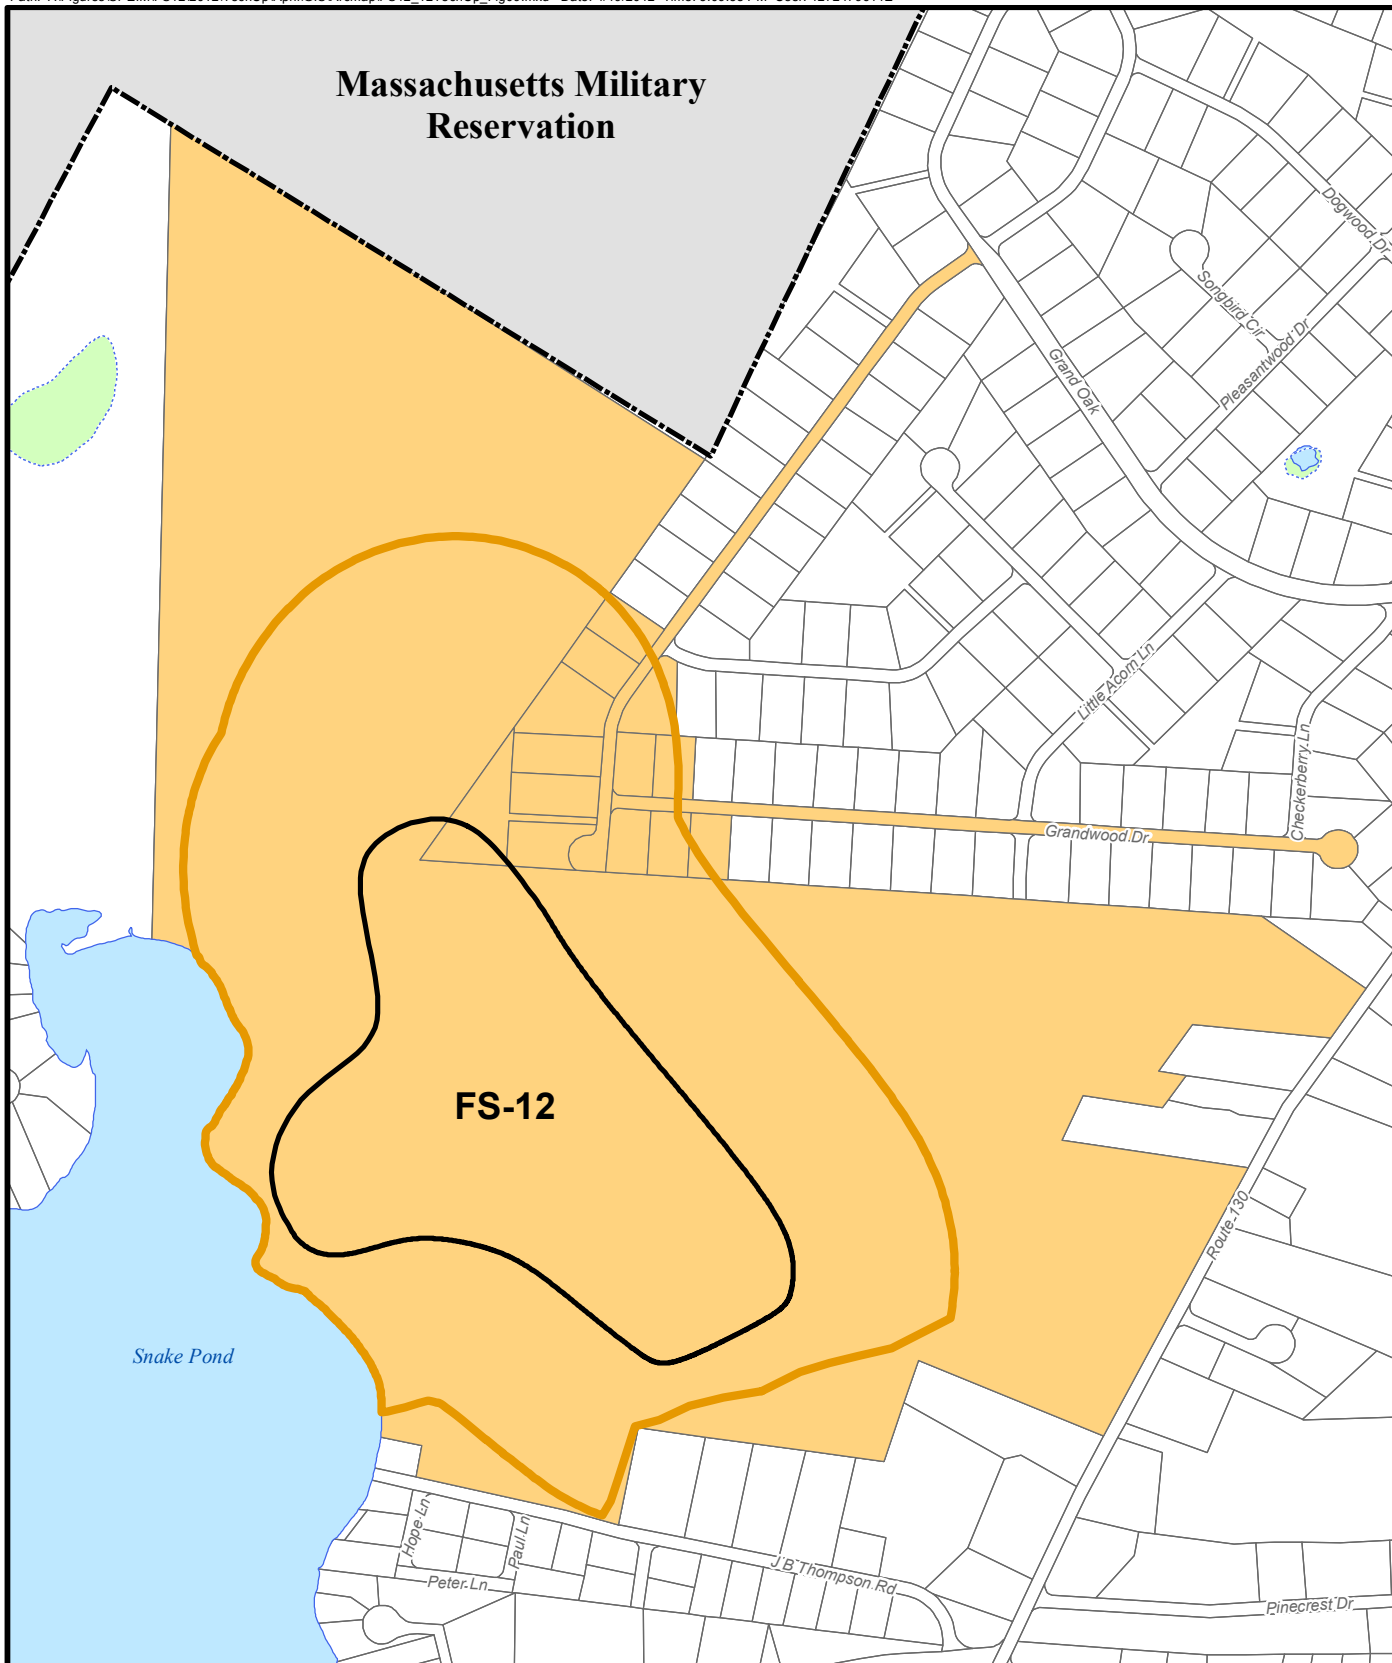 Massachusetts Military
Reservation
Dogwood Dr
Songbird Cir
Pleasantwood Dr
Grand Oak
Little Acorn Ln
Checkerberry Ln
Grandwood Dr
FS-12
Route 130
Snake Pond
Hope Ln
Paul Ln
Peter Ln
J B Thompson Rd
Pinecrest Dr